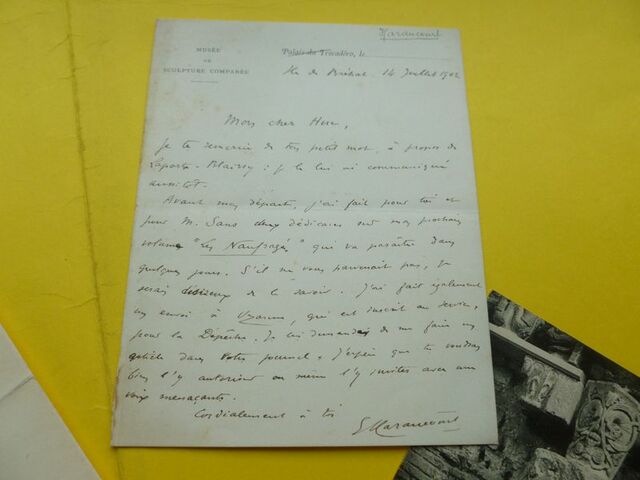 Harancourt
MUSÉE
DE
SCULPTURE COMPARÉE
Palais du Trocadéro, le
Ile de Bréhat. 14 Juillet 1902
Mon cher Huc,
Je te remercie de ton petit mot, à propos de
Laporte-Blairsy : je le lui ai communiqué
aussitôt.
Avant mon départ, j'ai fait pour toi et
pour M. Sans deux dédicaces sur mon prochain
volume "Les Naufragés" qui va paraître dans
quelques jours. S'il ne vous parvenait pas, je
serais désireux de le savoir. J'ai fait également
un envoi à qui est inscrit au service,
pour la Dépêche. Je lui demandais de me faire un
article dans votre journal. J'espère que tu voudras
bien l'y autoriser ou même l'y inviter avec une
voix menaçante.
Cordialement à toi
E Haraucourt